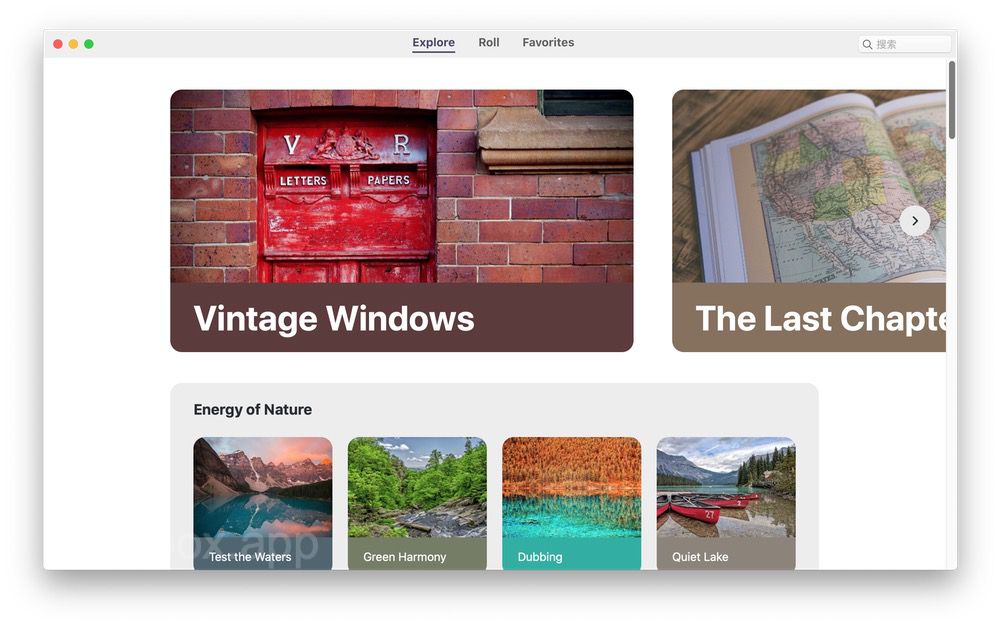 Explore Roll Favorites
搜索
V R
LETTERS PAPERS
Vintage Windows
The Last Chapte
Energy of Nature
Test the Waters
Green Harmony
Dubbing
Quiet Lake
27